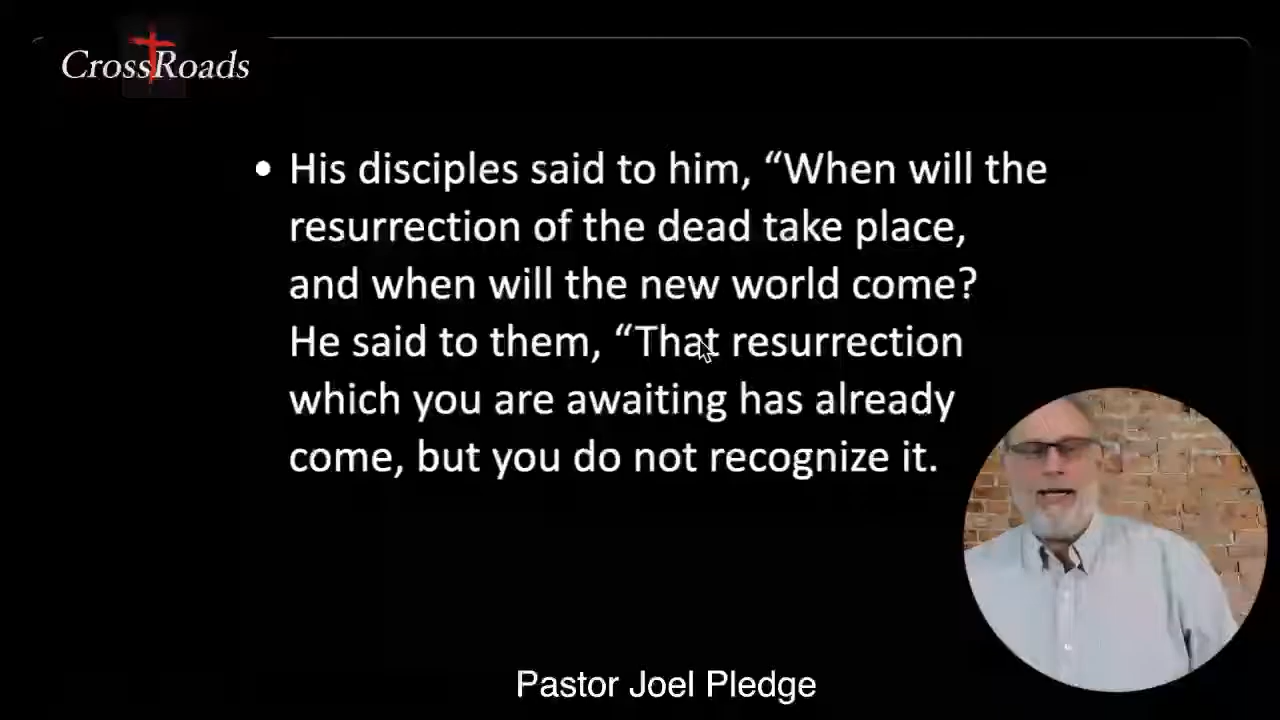 CrossRoads
• His disciples said to him, “When will the
resurrection of the dead take place,
and when will the new world come?
He said to them, “That resurrection
which you are awaiting has already
come, but you do not recognize it.
Pastor Joel Pledge